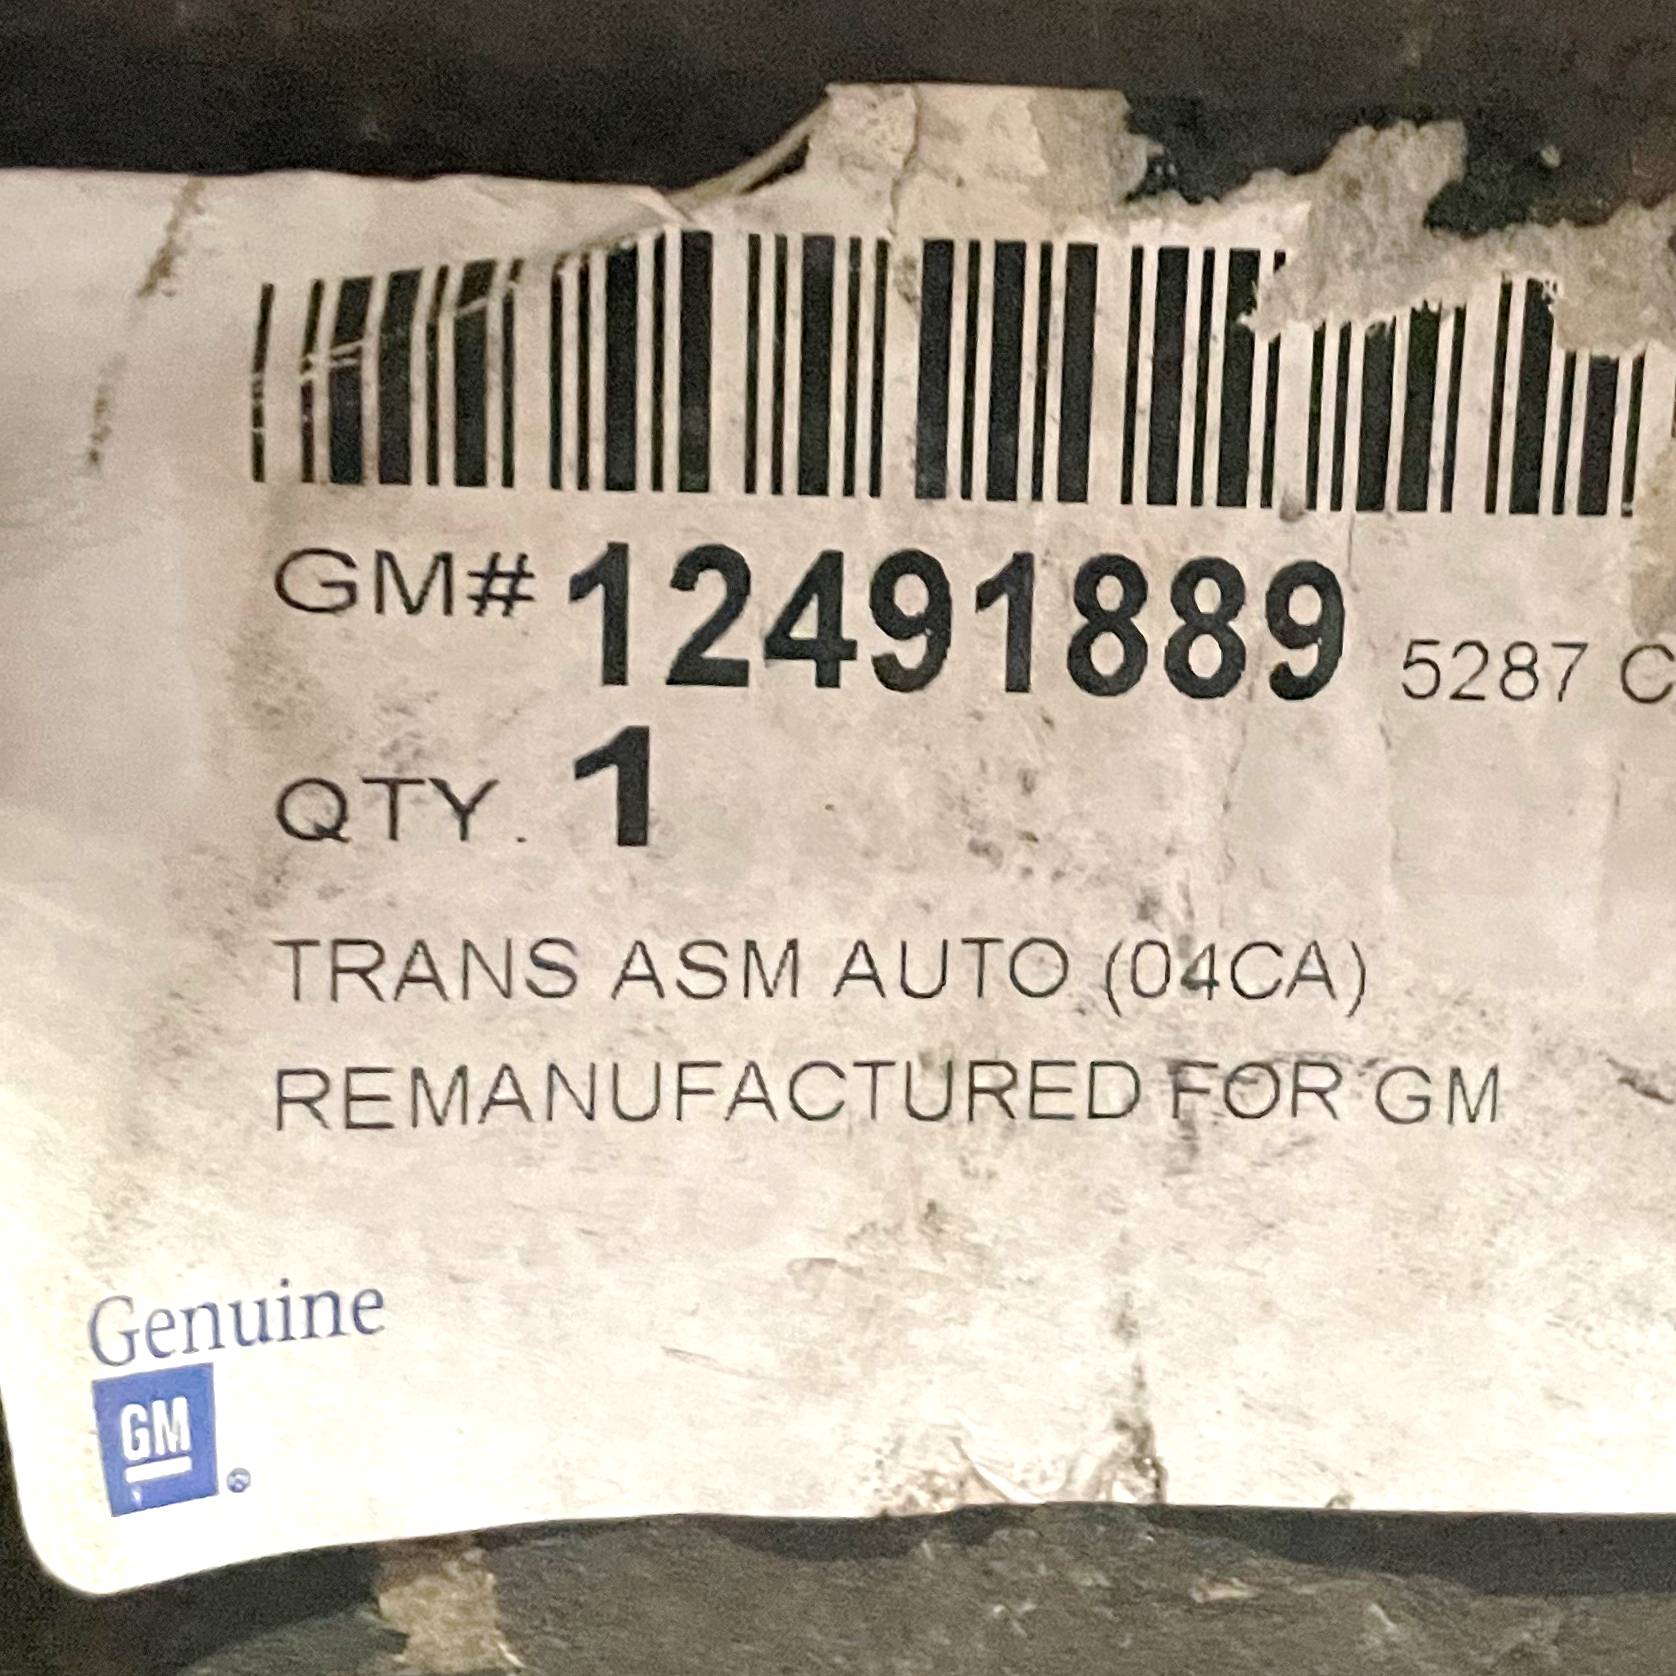 GM# 12491889 5287 C
QTY. 1
TRANS ASM AUTO (04CA)
REMANUFACTURED FOR GM
Genuine
GM
®